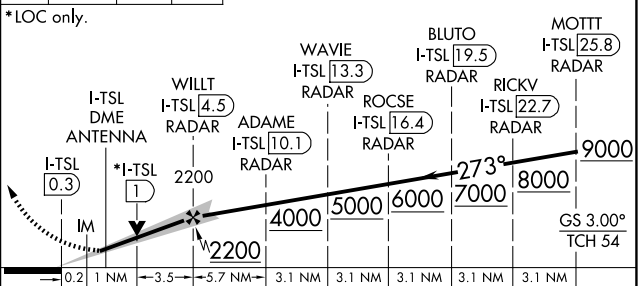 *LOC only.
MOTTT
I-TSL 25.8
RADAR
BLUTO
I-TSL 19.5
RADAR
WAVIE
I-TSL 13.3
RADAR
RICKV
I-TSL 22.7
RADAR
WILLT
I-TSL 4.5
RADAR
ROCSE
I-TSL 16.4
RADAR
I-TSL
DME
ANTENNA
ADAME
I-TSL 10.1
RADAR
I-TSL
0.3
*I-TSL
1
2200
273°
9000
8000
7000
6000
5000
4000
IM
2200
GS 3.00°
TCH 54
0.2 1 NM 3.5 5.7 NM 3.1 NM 3.1 NM 3.1 NM 3.1 NM 3.1 NM